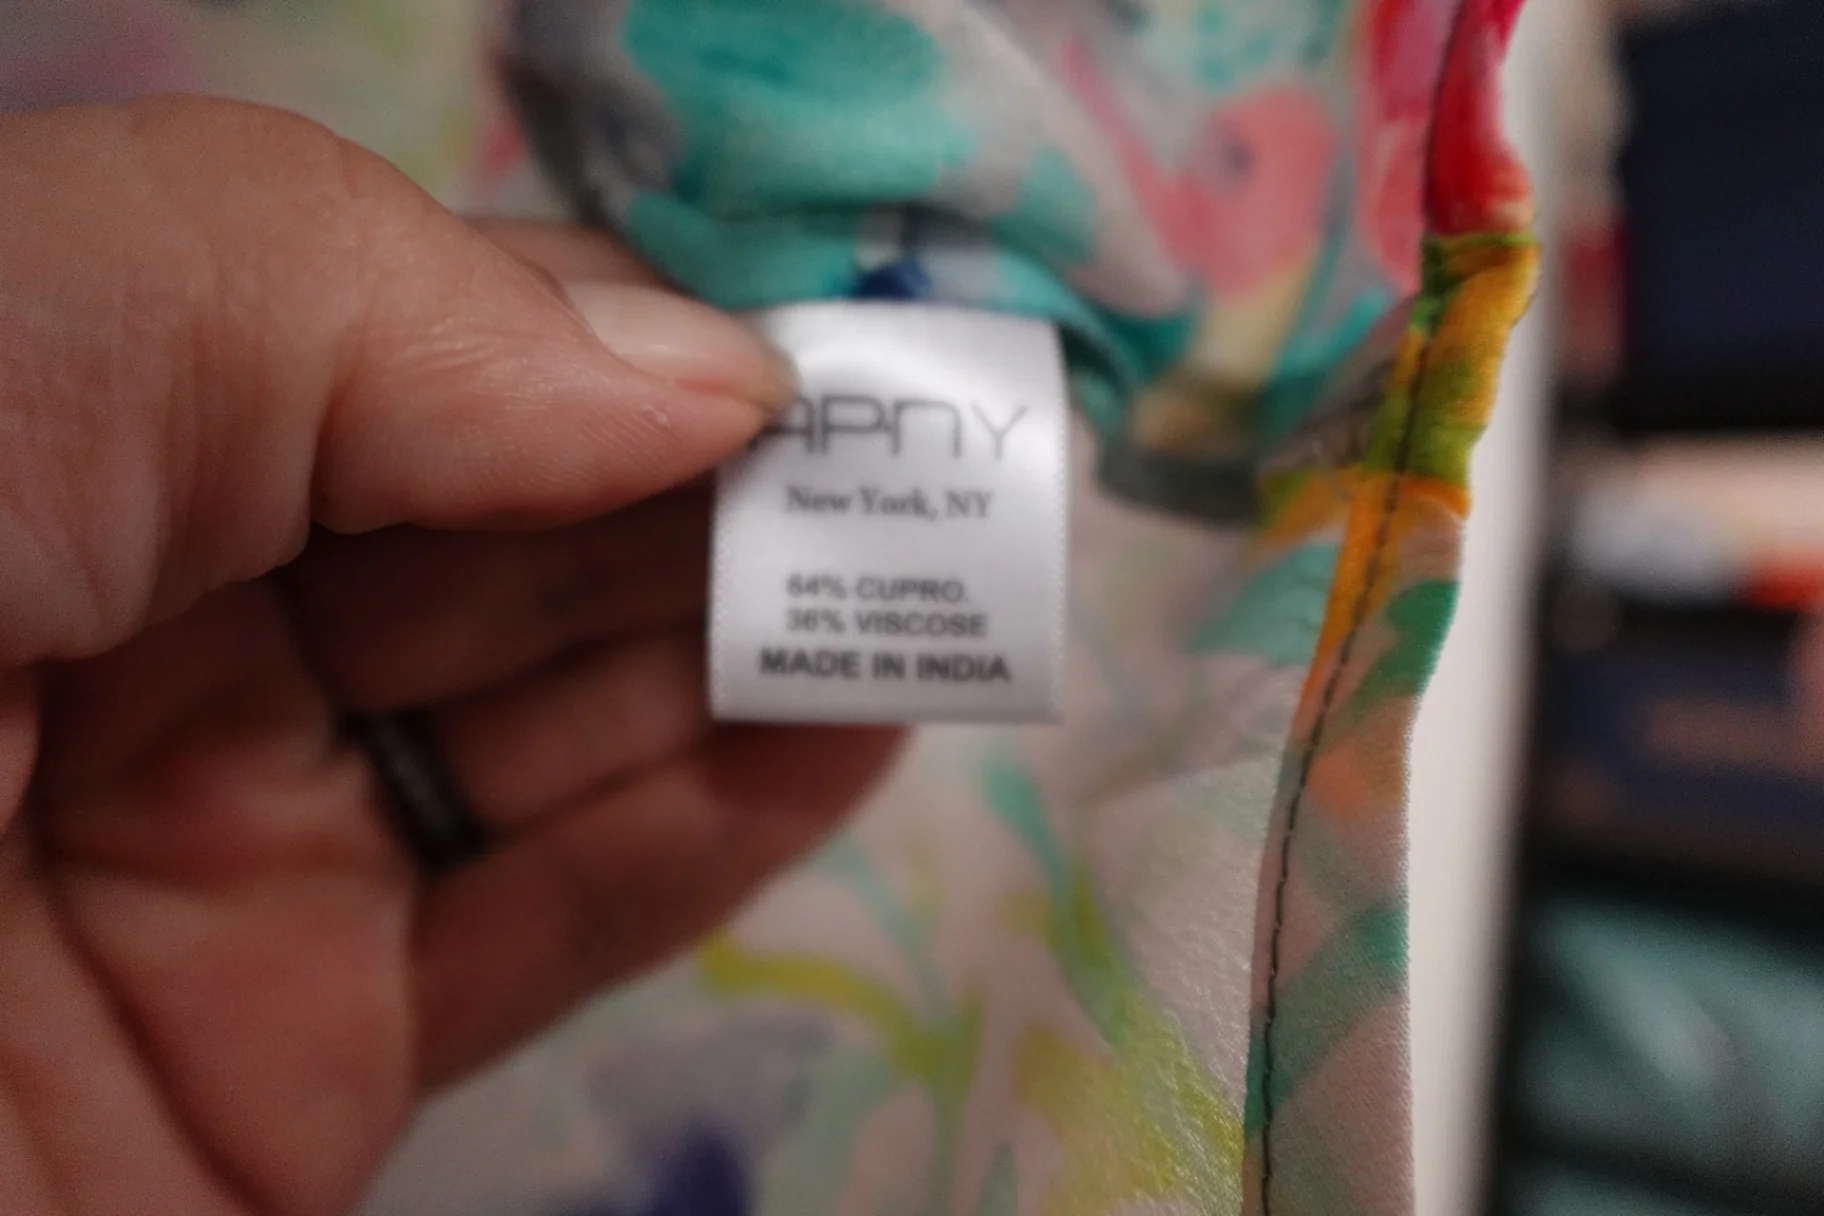 APNY
New York, NY
64% CUPRO.
36% VISCOSE
MADE IN INDIA